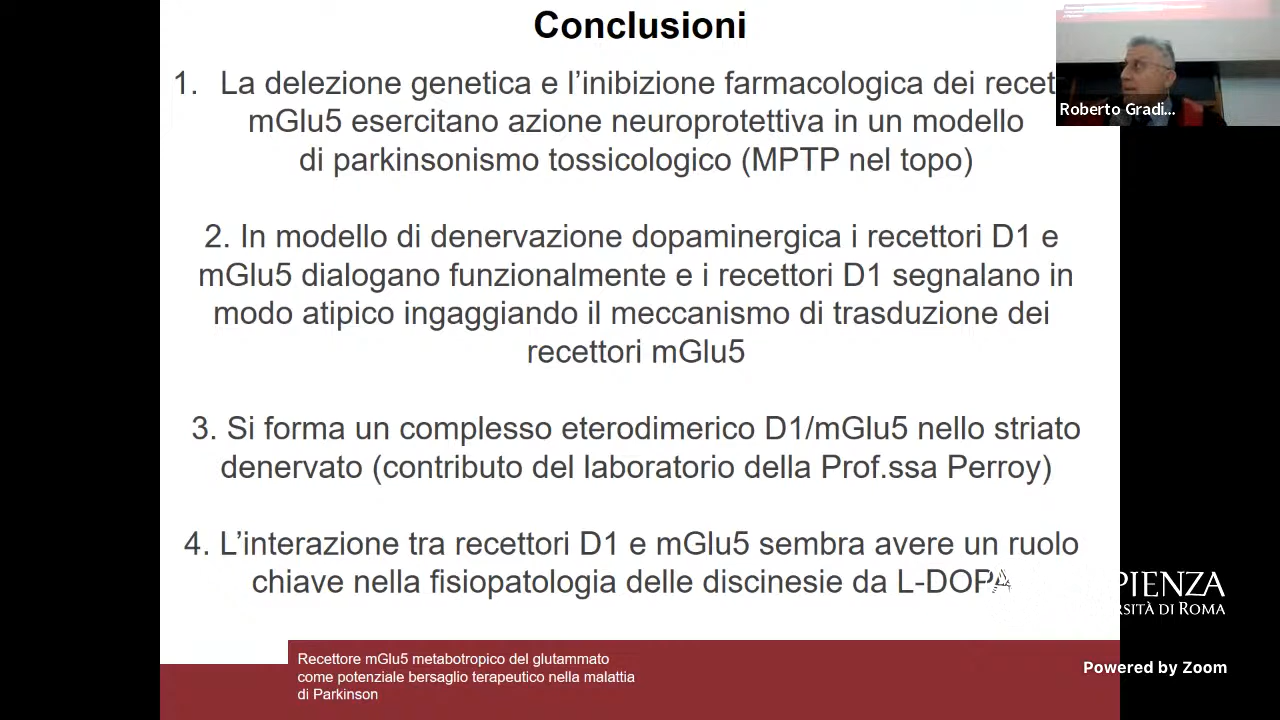 Conclusioni
1. La delezione genetica e l’inibizione farmacologica dei
mGlu5 esercitano azione neuroprotettiva in un modello
di parkinsonismo tossicologico (MPTP nel topo)
2. In modello di denervazione dopaminergica i recettori D1 e
mGlu5 dialogano funzionalmente e i recettori D1 segnalano in
modo atipico ingaggiando il meccanismo di trasduzione dei
recettori mGlu5
3. Si forma un complesso eterodimerico D1/mGlu5 nello striato
denervato (contributo del laboratorio della Prof.ssa Perroy)
4. L’interazione tra recettori D1 e mGlu5 sembra avere un ruolo
chiave nella fisiopatologia delle discinesie da L-DOPA
Recettore mGlu5 metabotropico del glutammato
come potenziale bersaglio terapeutico nella malattia
di Parkinson
Roberto Gradi...
PIENZA
RSITÀ DI ROMA
Powered by Zoom